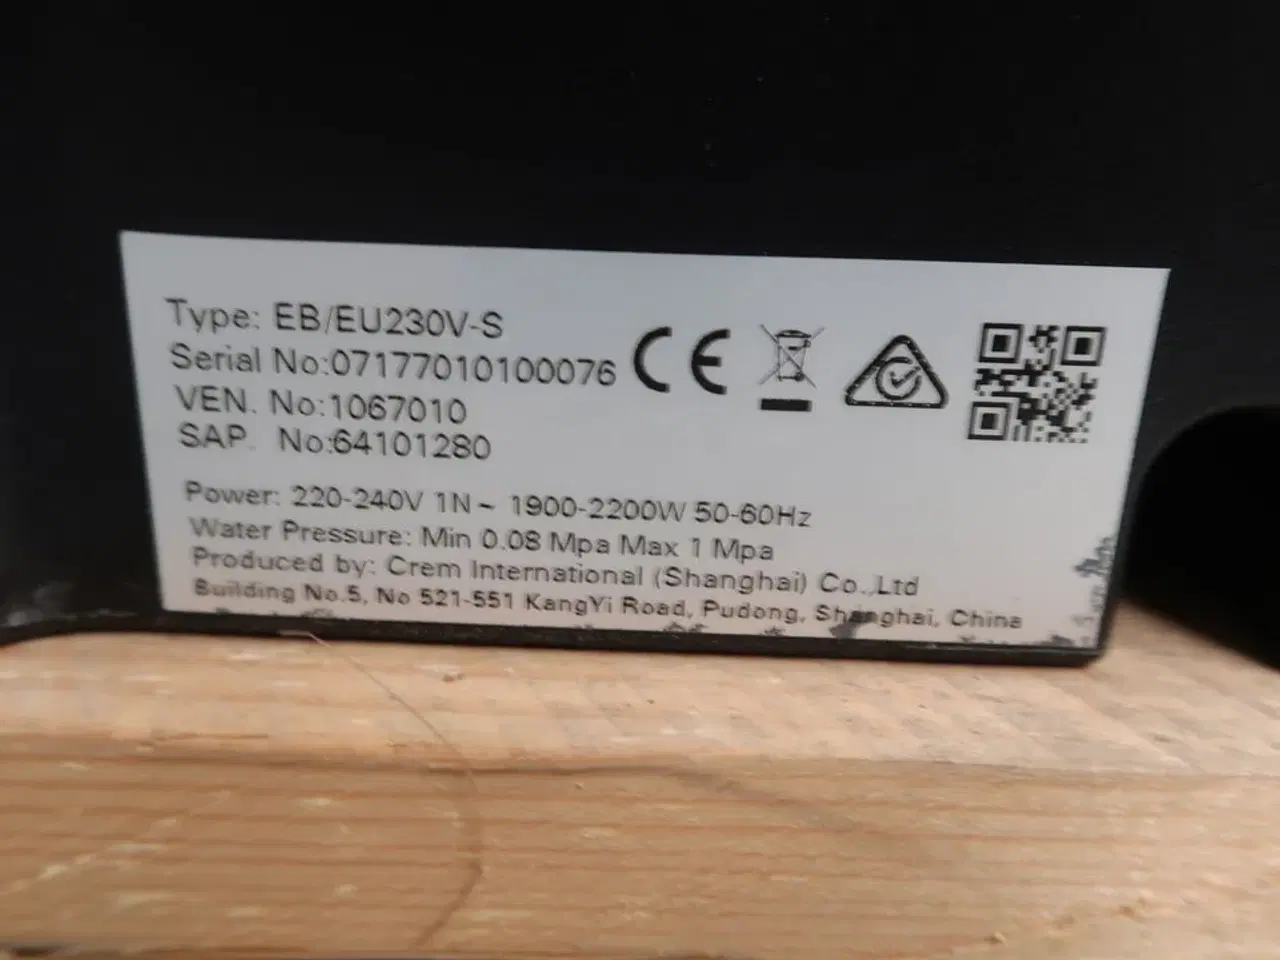 Type: EB/EU230V-S
Serial No:07177010100076
VEN. No:1067010
SAP. No:64101280
CE
Power: 220-240V 1N~ 1900-2200W 50-60Hz
Water Pressure: Min 0.08 Mpa Max 1 Mpa
Produced by: Crem International (Shanghai) Co.,Ltd
Building No.5, No 521-551 KangYi Road, Pudong, Shanghai, China